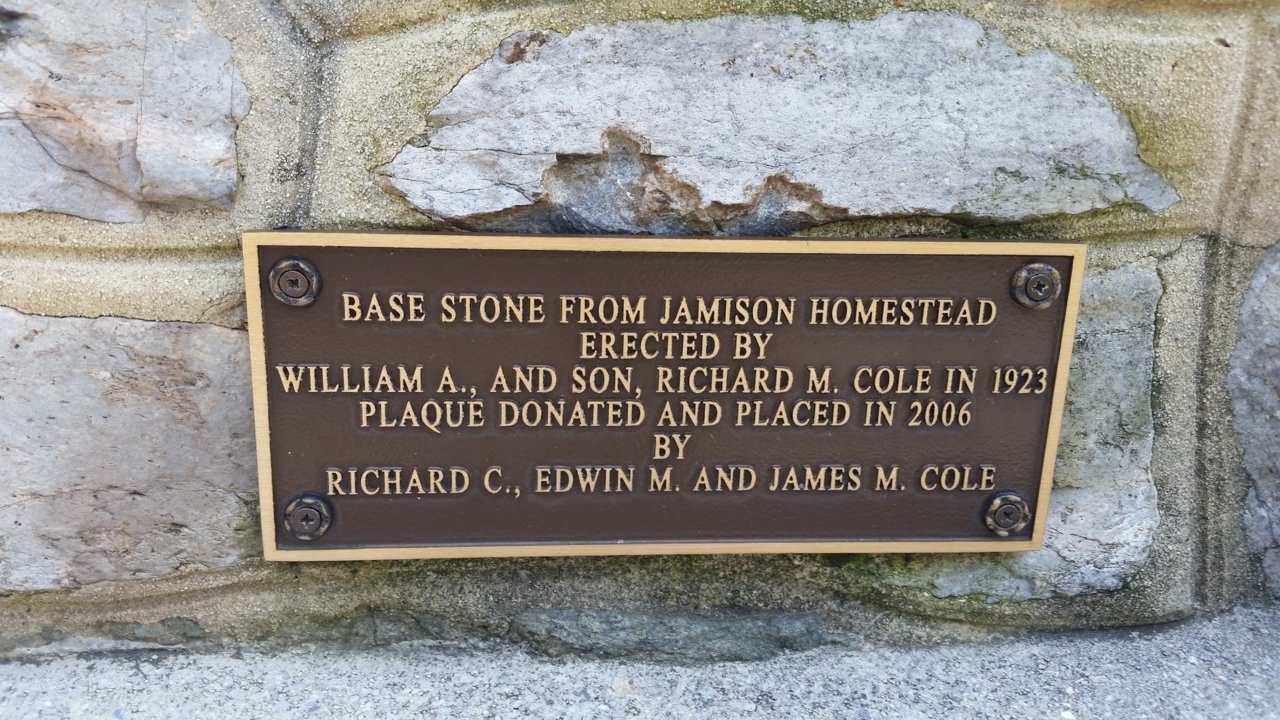 BASE STONE FROM JAMISON HOMESTEAD
ERECTED BY
WILLIAM A., AND SON, RICHARD M. COLE IN 1923
PLAQUE DONATED AND PLACED IN 2006
BY
RICHARD C., EDWIN M. AND JAMES M. COLE